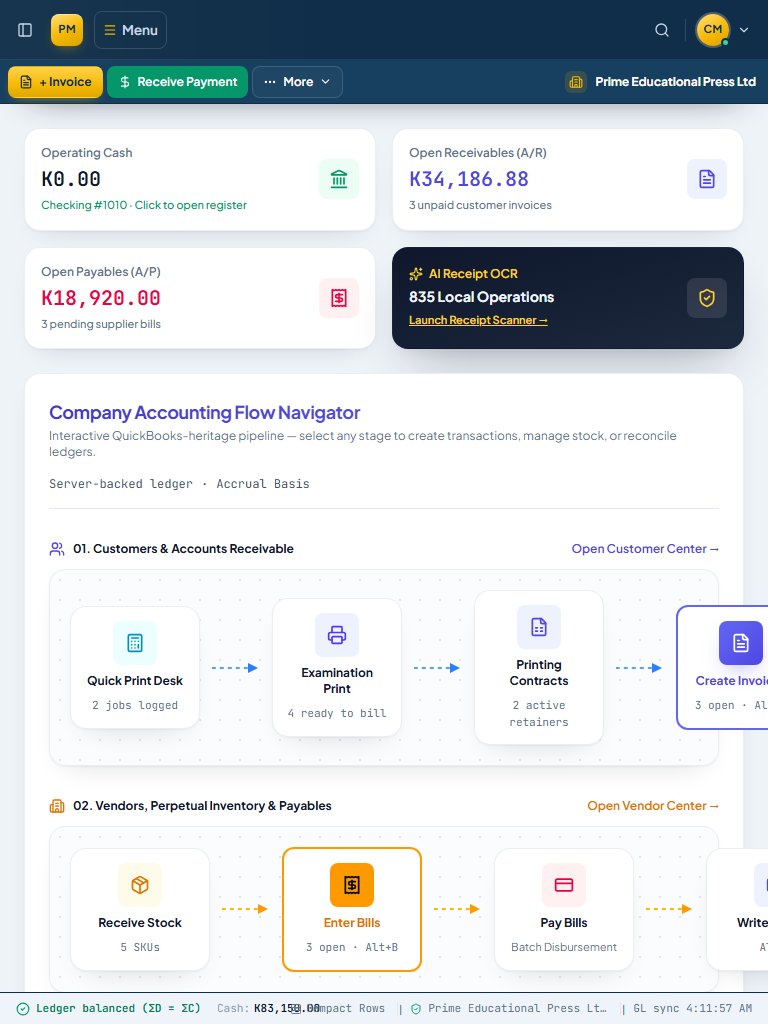 PM
Menu
CM
+ Invoice
Receive Payment
More
Prime Educational Press Ltd
Operating Cash
K0.00
Checking #1010 · Click to open register
Open Receivables (A/R)
K34,186.88
3 unpaid customer invoices
Open Payables (A/P)
K18,920.00
3 pending supplier bills
AI Receipt OCR
835 Local Operations
Launch Receipt Scanner →
Company Accounting Flow Navigator
Interactive QuickBooks-heritage pipeline — select any stage to create transactions, manage stock, or reconcile
ledgers.
Server-backed ledger · Accrual Basis
01. Customers & Accounts Receivable
Open Customer Center →
Quick Print Desk
2 jobs logged
Examination
Print
4 ready to bill
Printing
Contracts
2 active
retainers
Create Invoic
3 open · Al
02. Vendors, Perpetual Inventory & Payables
Open Vendor Center →
Receive Stock
5 SKUs
Enter Bills
3 open · Alt+B
Pay Bills
Batch Disbursement
Write
Al
Ledger balanced (ΣD = ΣC)
Cash:
Compact Rows
| Prime Educational Press Lt…
| GL sync 4:11:57 AM